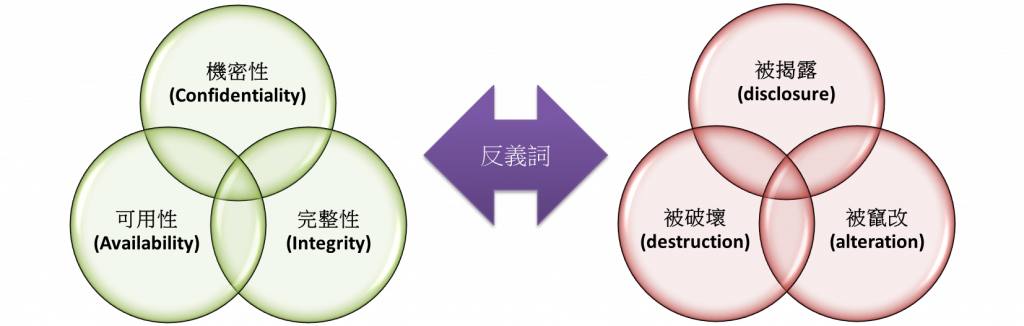 機密性
(Confidentiality)
可用性
(Availability)
完整性
(Integrity)
反義詞
被揭露
(disclosure)
被破壞
(destruction)
被竄改
(alteration)